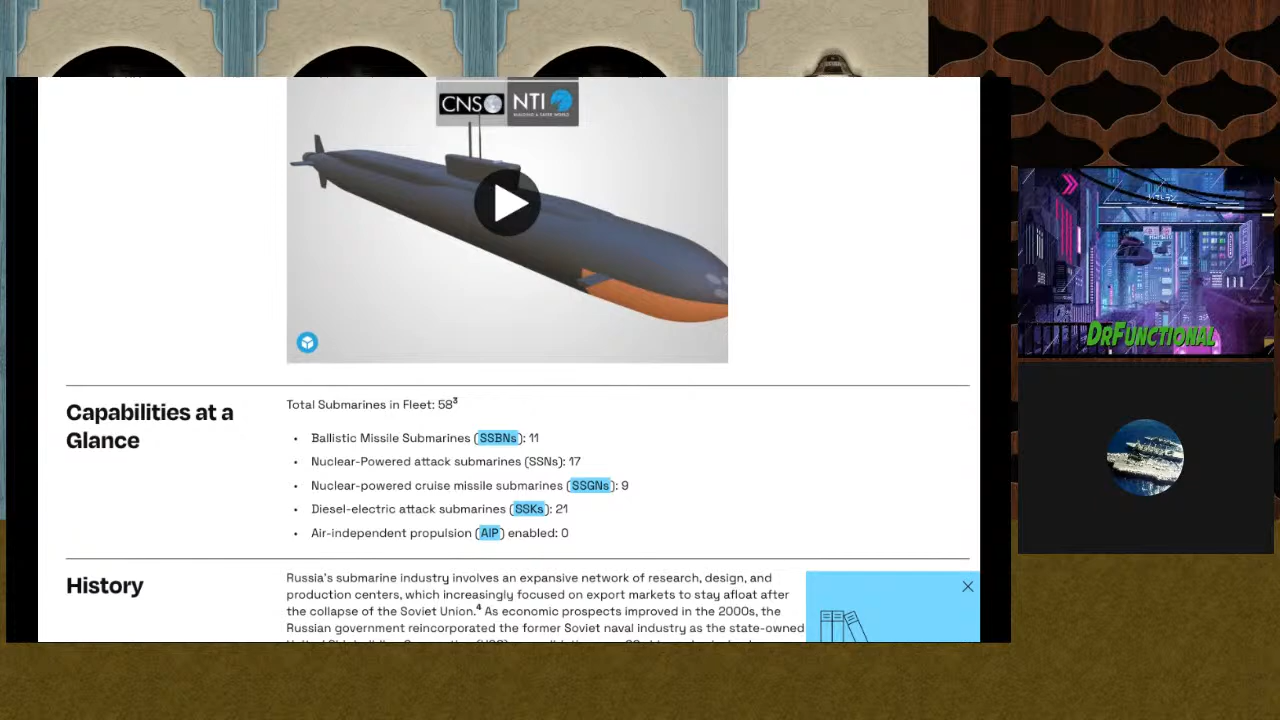 CNS
NTI
BUILDING A SAFER WORLD
DrFunctional
Capabilities at a
Glance
Total Submarines in Fleet: 58³
• Ballistic Missile Submarines (SSBNs): 11
• Nuclear-Powered attack submarines (SSNs): 17
• Nuclear-powered cruise missile submarines (SSGNs): 9
• Diesel-electric attack submarines (SSKs): 21
• Air-independent propulsion (AIP) enabled: 0
History
Russia's submarine industry involves an expansive network of research, design, and
production centers, which increasingly focused on export markets to stay afloat after
the collapse of the Soviet Union.⁴ As economic prospects improved in the 2000s, the
Russian government reincorporated the former Soviet naval industry as the state-owned